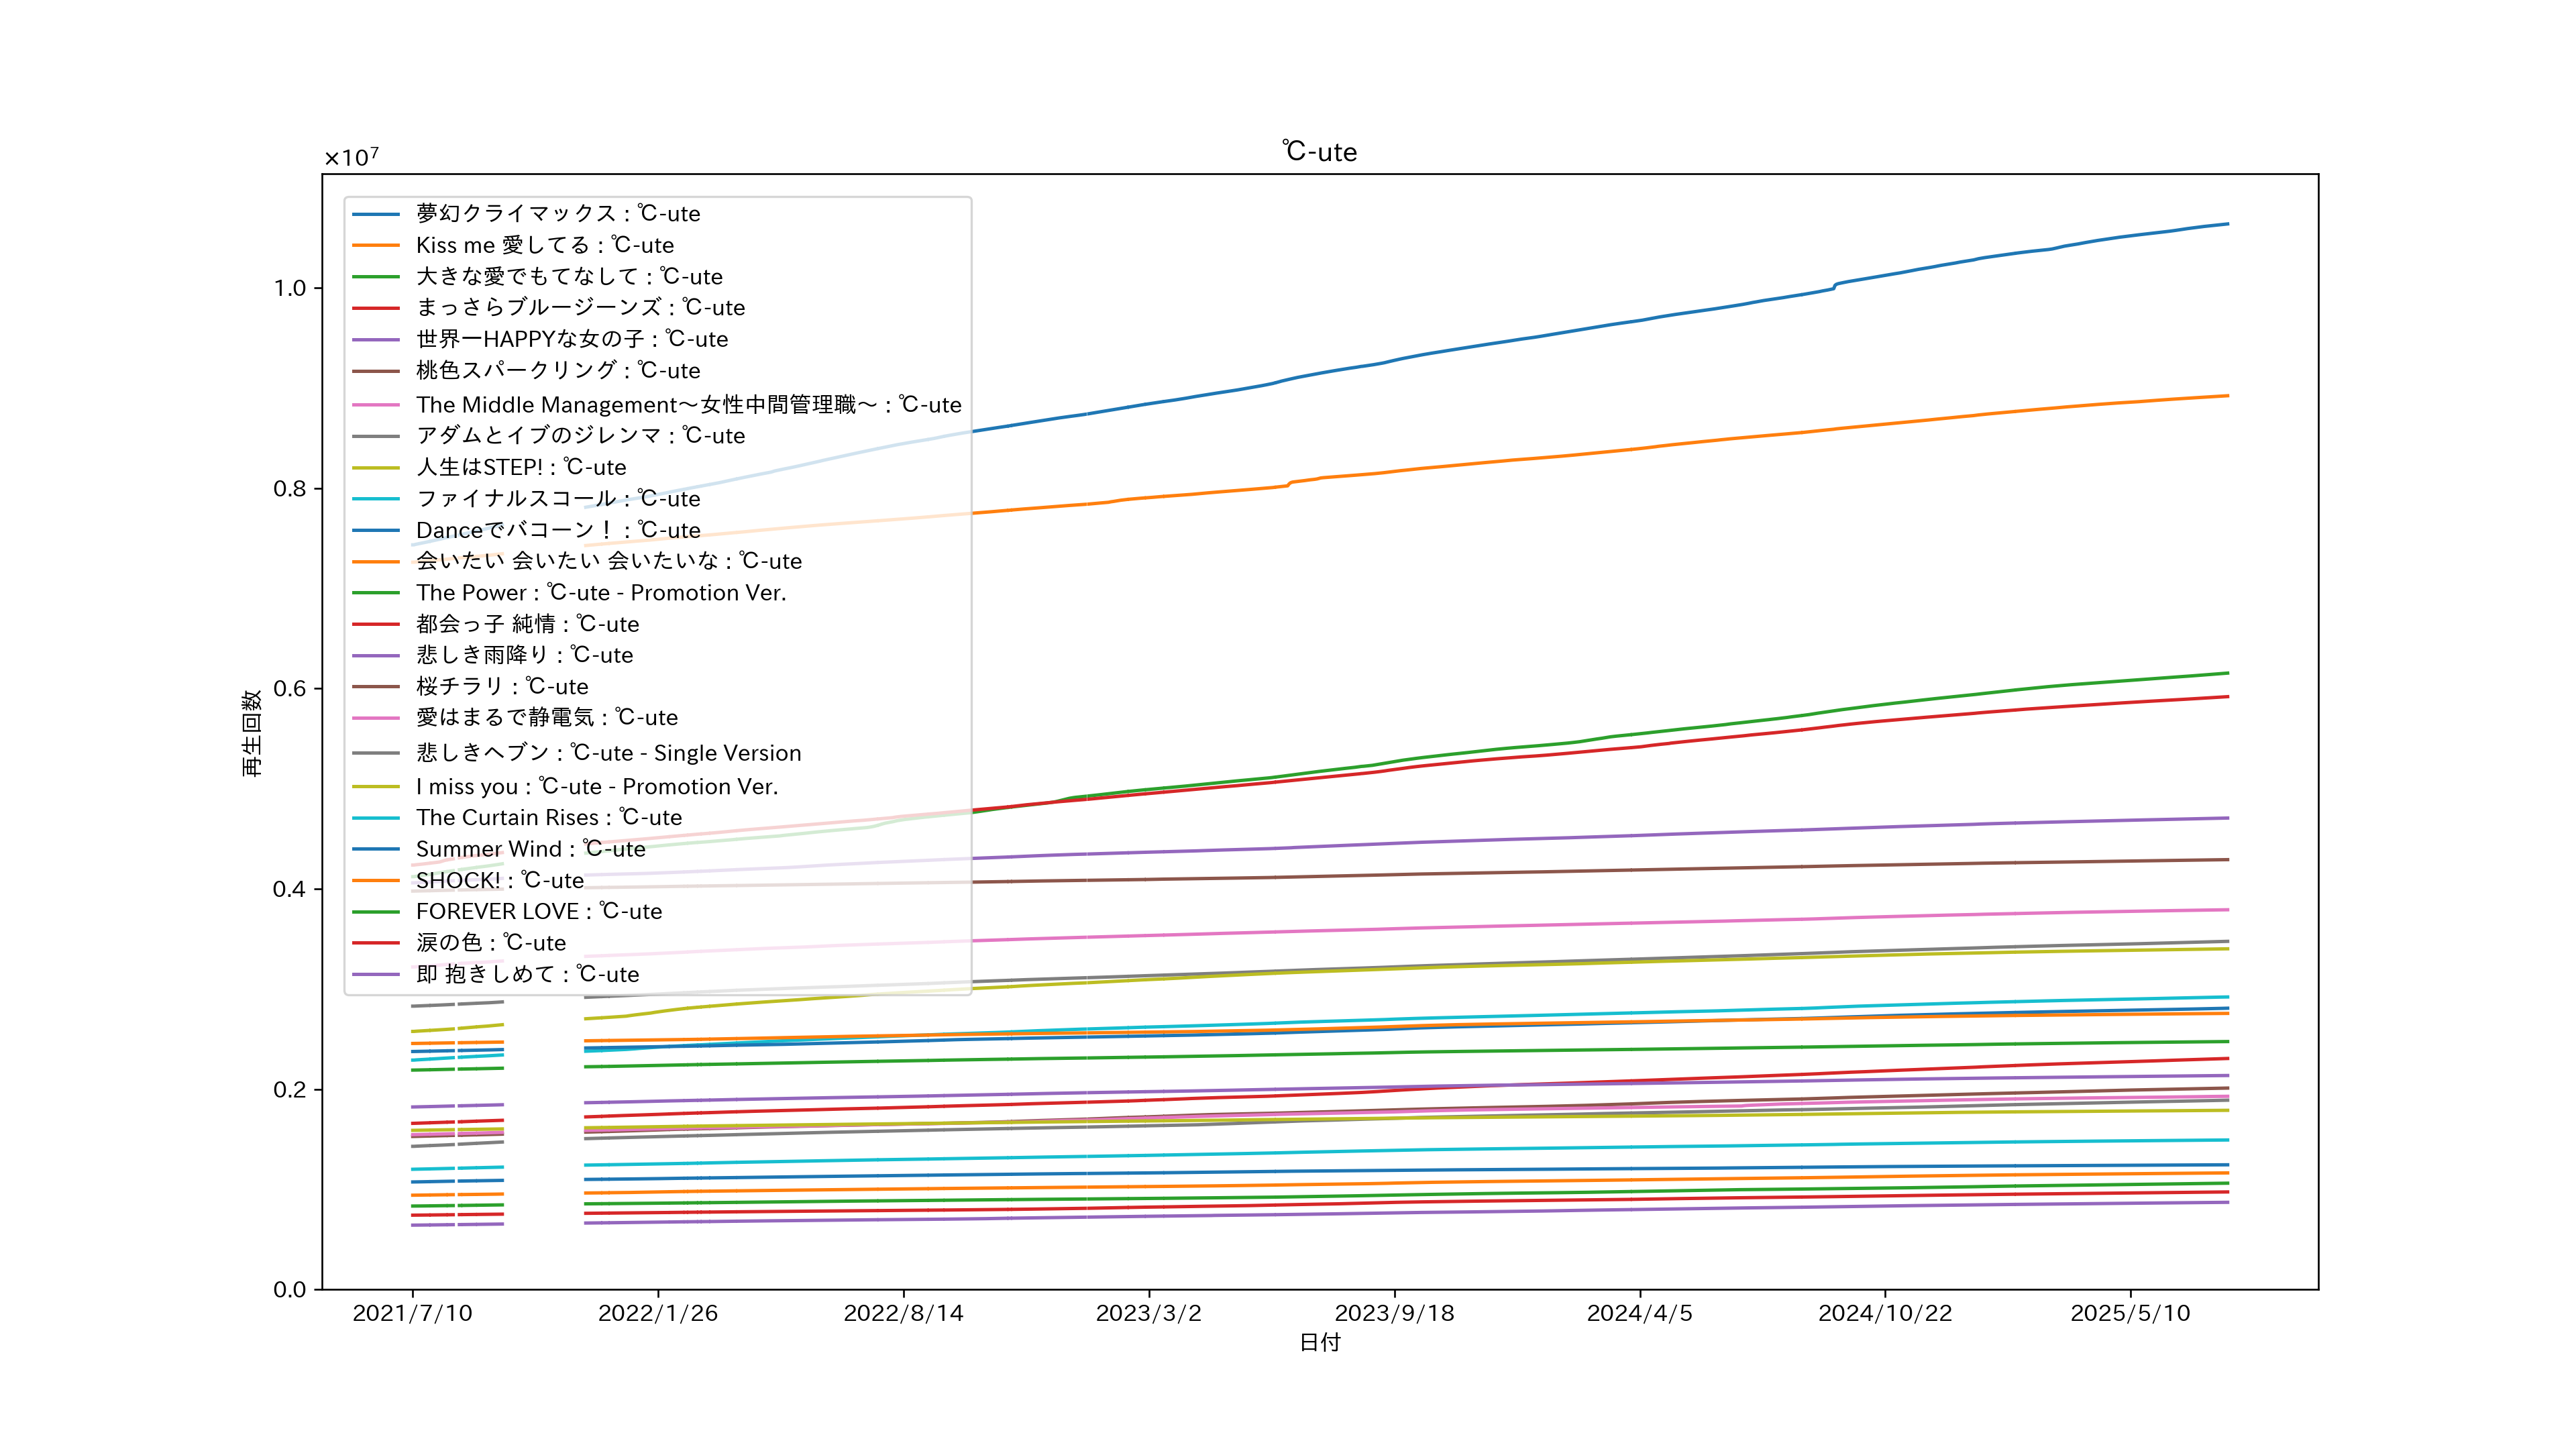 ℃-ute
×10⁷
夢幻クライマックス : ℃-ute
Kiss me 愛してる : ℃-ute
大きな愛でもてなして : ℃-ute
まっさらブルージーンズ : ℃-ute
世界一HAPPYな女の子 : ℃-ute
桃色スパークリング : ℃-ute
The Middle Management～女性中間管理職～ : ℃-ute
アダムとイブのジレンマ : ℃-ute
人生はSTEP! : ℃-ute
ファイナルスコール : ℃-ute
Danceでバコーン！ : ℃-ute
会いたい 会いたい 会いたいな : ℃-ute
The Power : ℃-ute - Promotion Ver.
都会っ子 純情 : ℃-ute
悲しき雨降り : ℃-ute
桜チラリ : ℃-ute
愛はまるで静電気 : ℃-ute
悲しきヘブン : ℃-ute - Single Version
I miss you : ℃-ute - Promotion Ver.
The Curtain Rises : ℃-ute
Summer Wind : ℃-ute
SHOCK! : ℃-ute
FOREVER LOVE : ℃-ute
涙の色 : ℃-ute
即 抱きしめて : ℃-ute
1.0
0.8
0.6
0.4
0.2
0.0
再生回数
2021/7/10
2022/1/26
2022/8/14
2023/3/2
2023/9/18
2024/4/5
2024/10/22
2025/5/10
日付